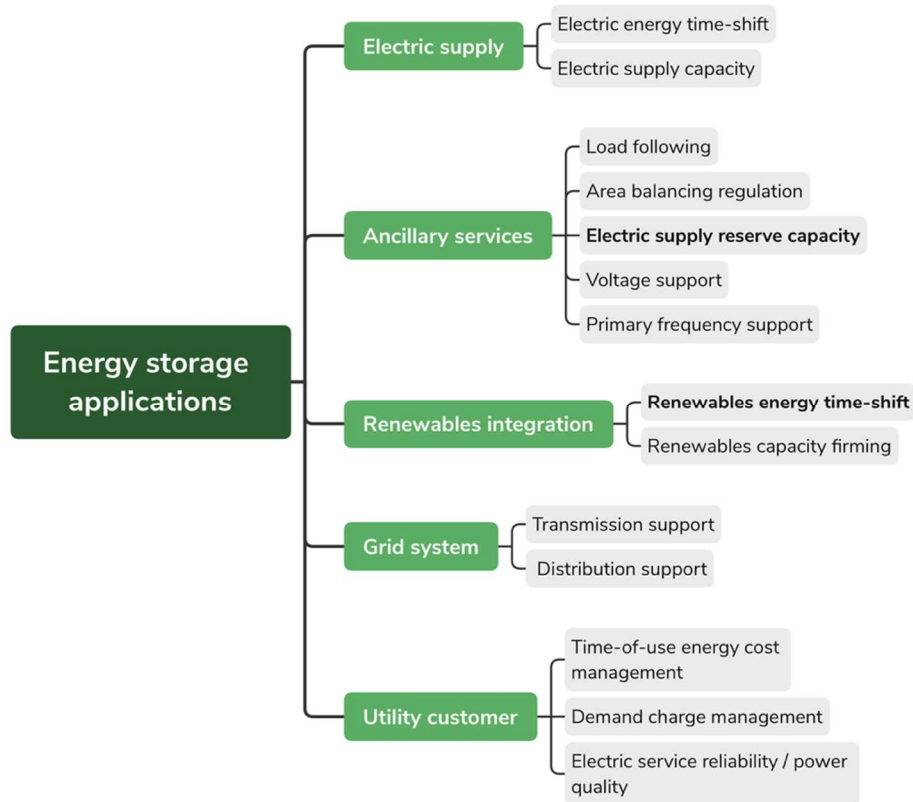 Energy storage
applications
Electric supply
Electric energy time-shift
Electric supply capacity
Ancillary services
Load following
Area balancing regulation
Electric supply reserve capacity
Voltage support
Primary frequency support
Renewables integration
Renewables energy time-shift
Renewables capacity firming
Grid system
Transmission support
Distribution support
Utility customer
Time-of-use energy cost
management
Demand charge management
Electric service reliability / power
quality